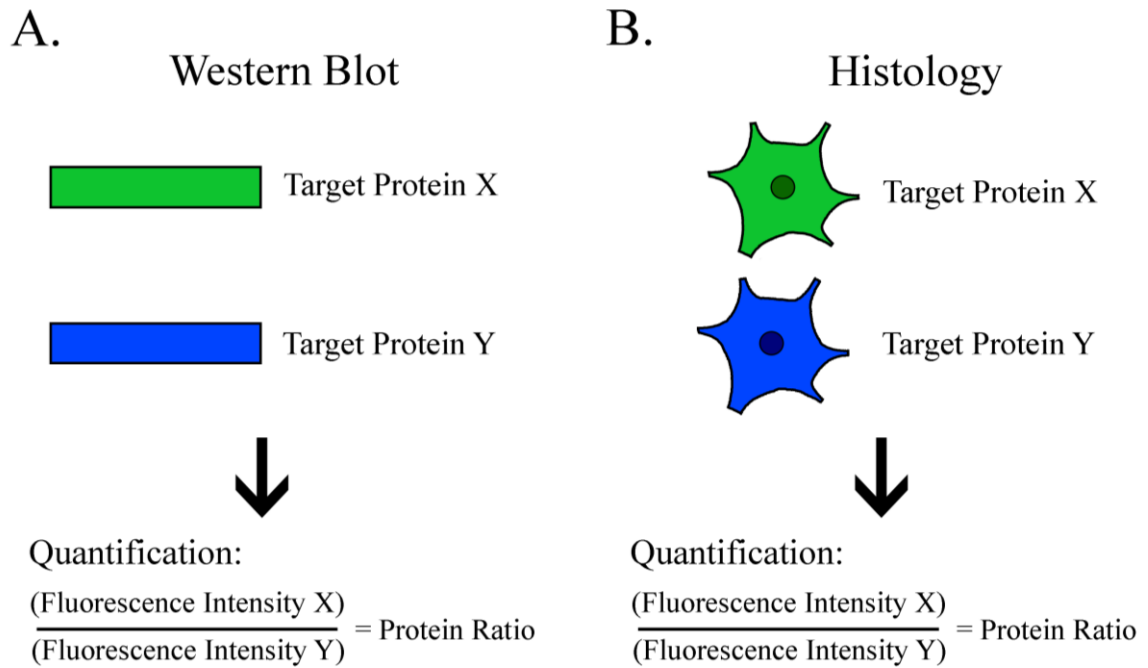 A.
Western Blot
Target Protein X
Target Protein Y
Quantification:
(Fluorescence Intensity X)
(Fluorescence Intensity Y)
= Protein Ratio
B.
Histology
Target Protein X
Target Protein Y
Quantification:
(Fluorescence Intensity X)
(Fluorescence Intensity Y)
= Protein Ratio